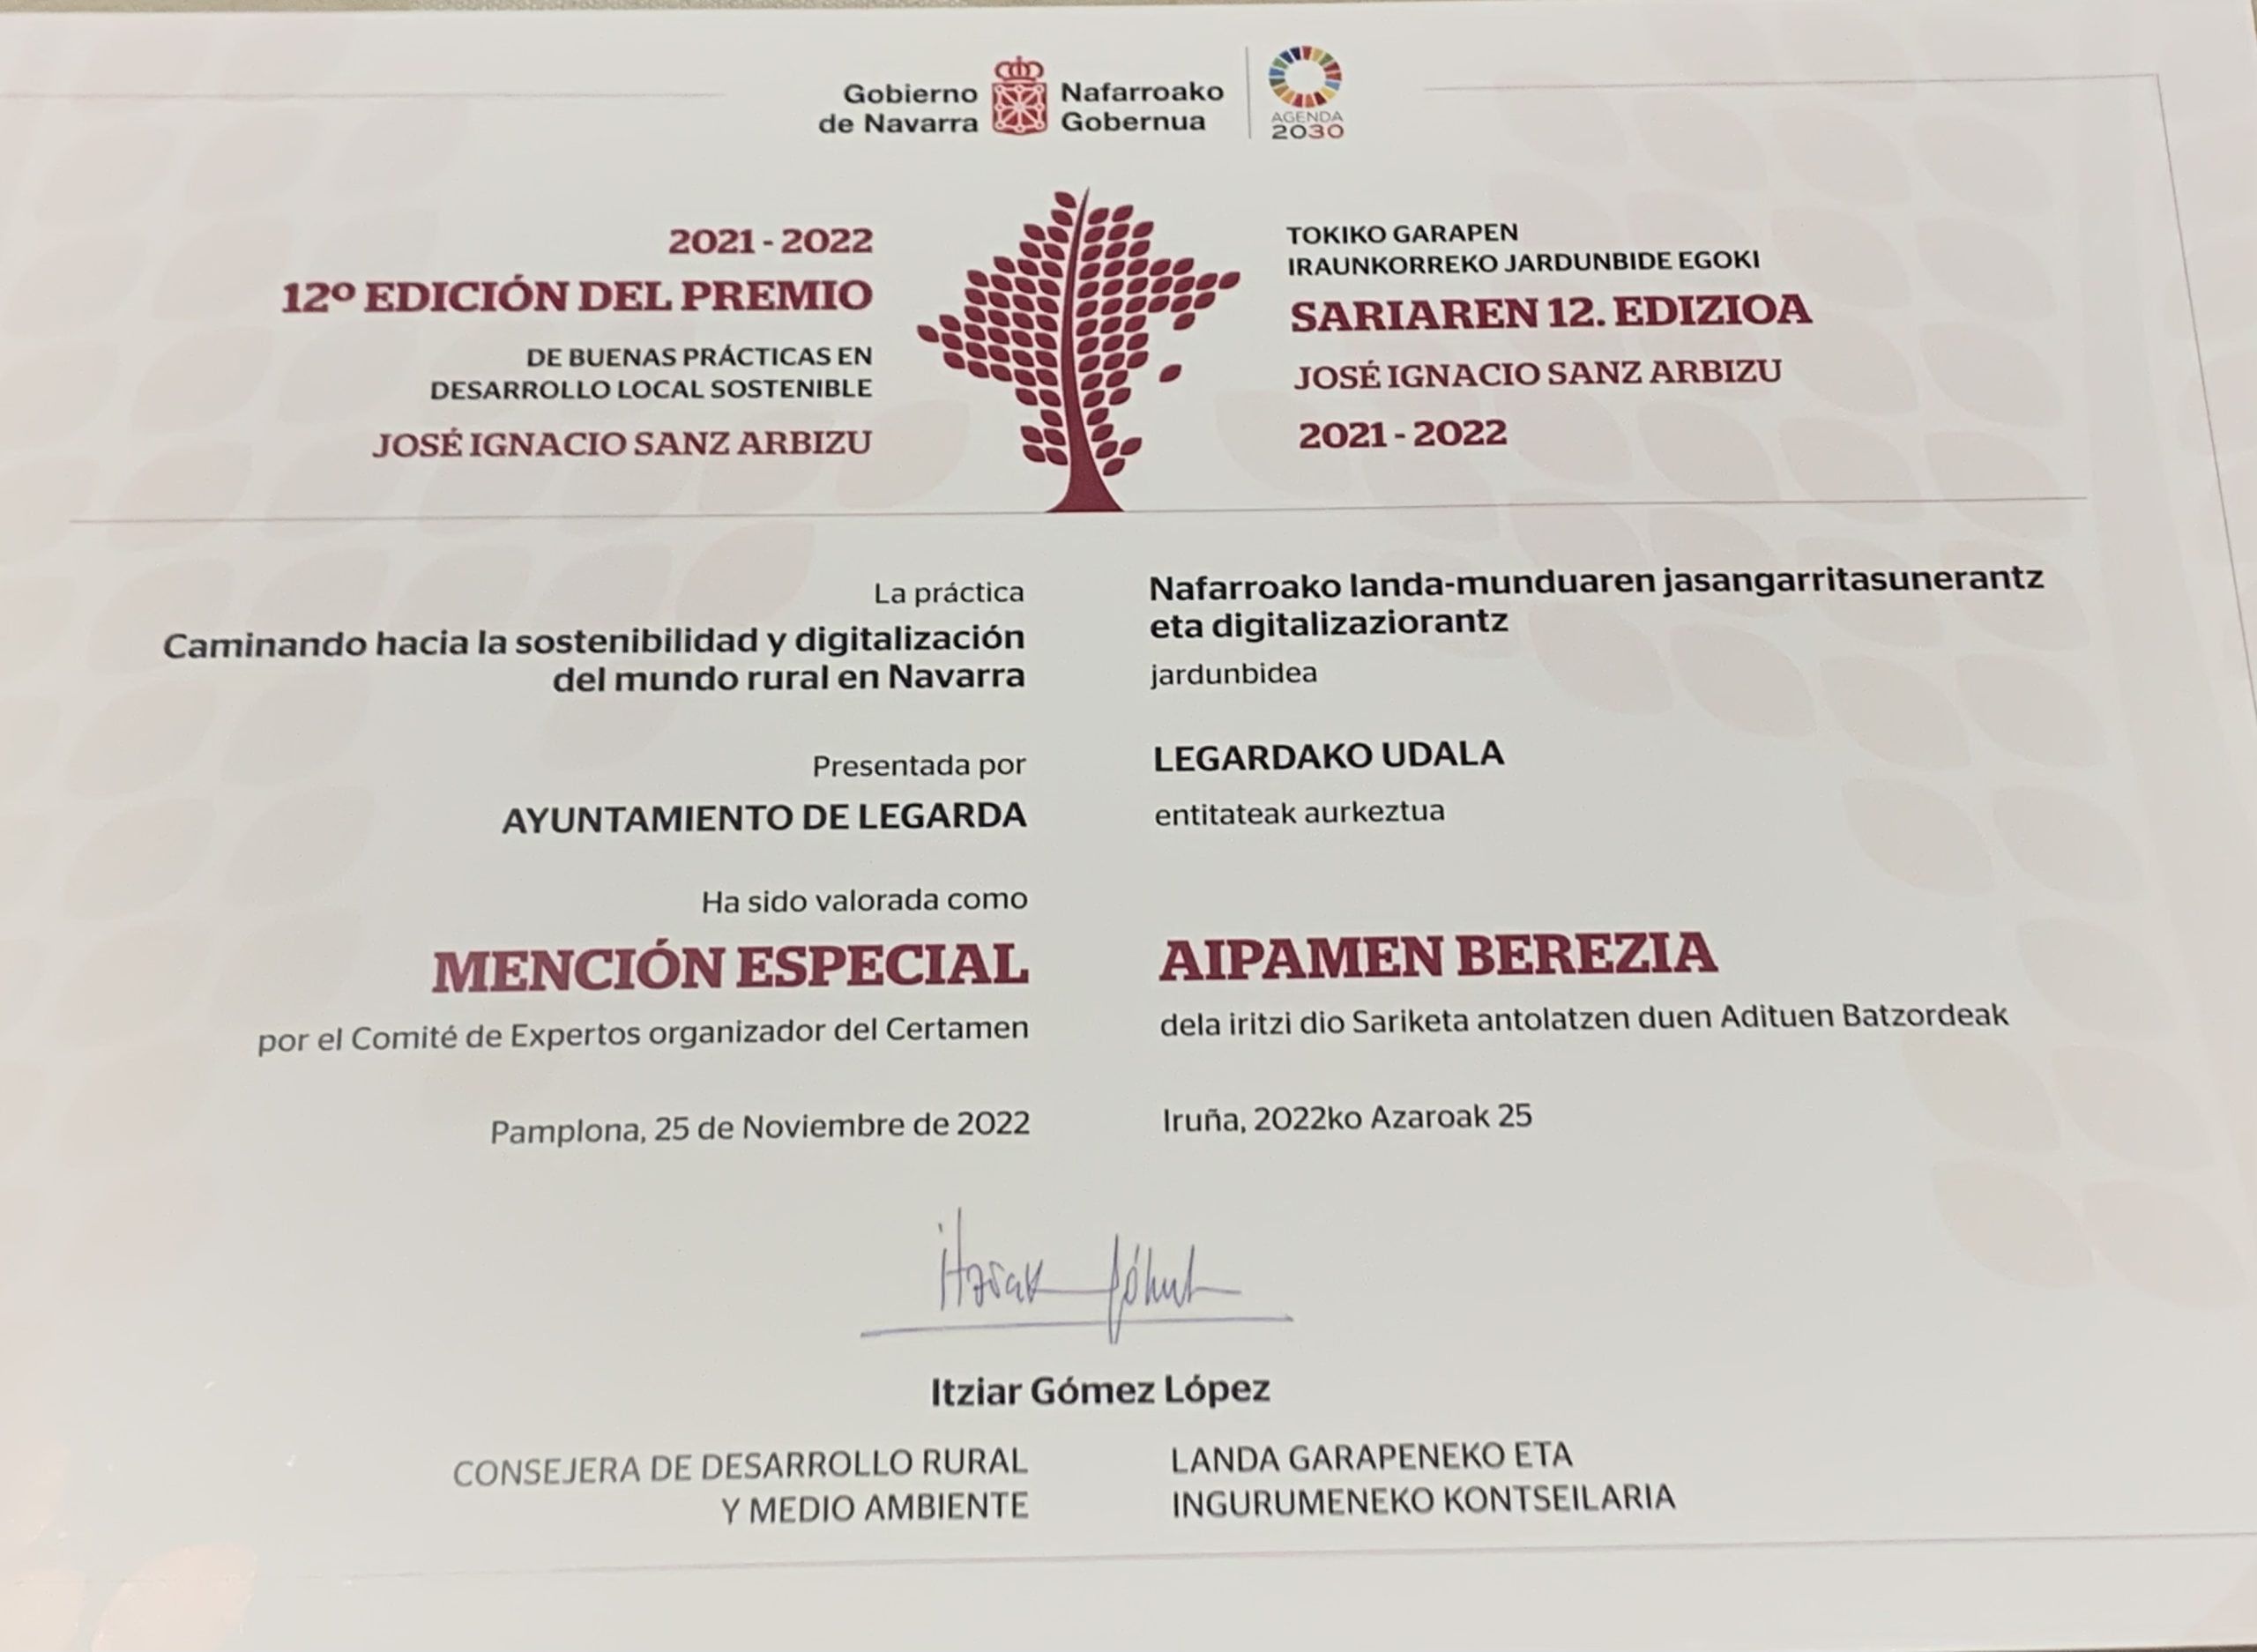 Gobierno
de Navarra
Nafarroako
Gobernua
AGENDA
2030
2021 - 2022
12º EDICIÓN DEL PREMIO
DE BUENAS PRÁCTICAS EN
DESARROLLO LOCAL SOSTENIBLE
JOSÉ IGNACIO SANZ ARBIZU
TOKIKO GARAPEN
IRAUNKORREKO JARDUNBIDE EGOKI
SARIAREN 12. EDIZIOA
JOSÉ IGNACIO SANZ ARBIZU
2021 - 2022
La práctica
Caminando hacia la sostenibilidad y digitalización
del mundo rural en Navarra
Presentada por
AYUNTAMIENTO DE LEGARDA
Ha sido valorada como
MENCIÓN ESPECIAL
por el Comité de Expertos organizador del Certamen
Pamplona, 25 de Noviembre de 2022
Nafarroako landa-munduaren jasangarritasunerantz
eta digitalizaziorantz
jardunbidea
LEGARDAKO UDALA
entitateak aurkeztua
AIPAMEN BEREZIA
dela iritzi dio Sariketa antolatzen duen Adituen Batzordeak
Iruña, 2022ko Azaroak 25
Itziar Gómez López
CONSEJERA DE DESARROLLO RURAL
Y MEDIO AMBIENTE
LANDA GARAPENEKO ETA
INGURUMENEKO KONTSEILARIA